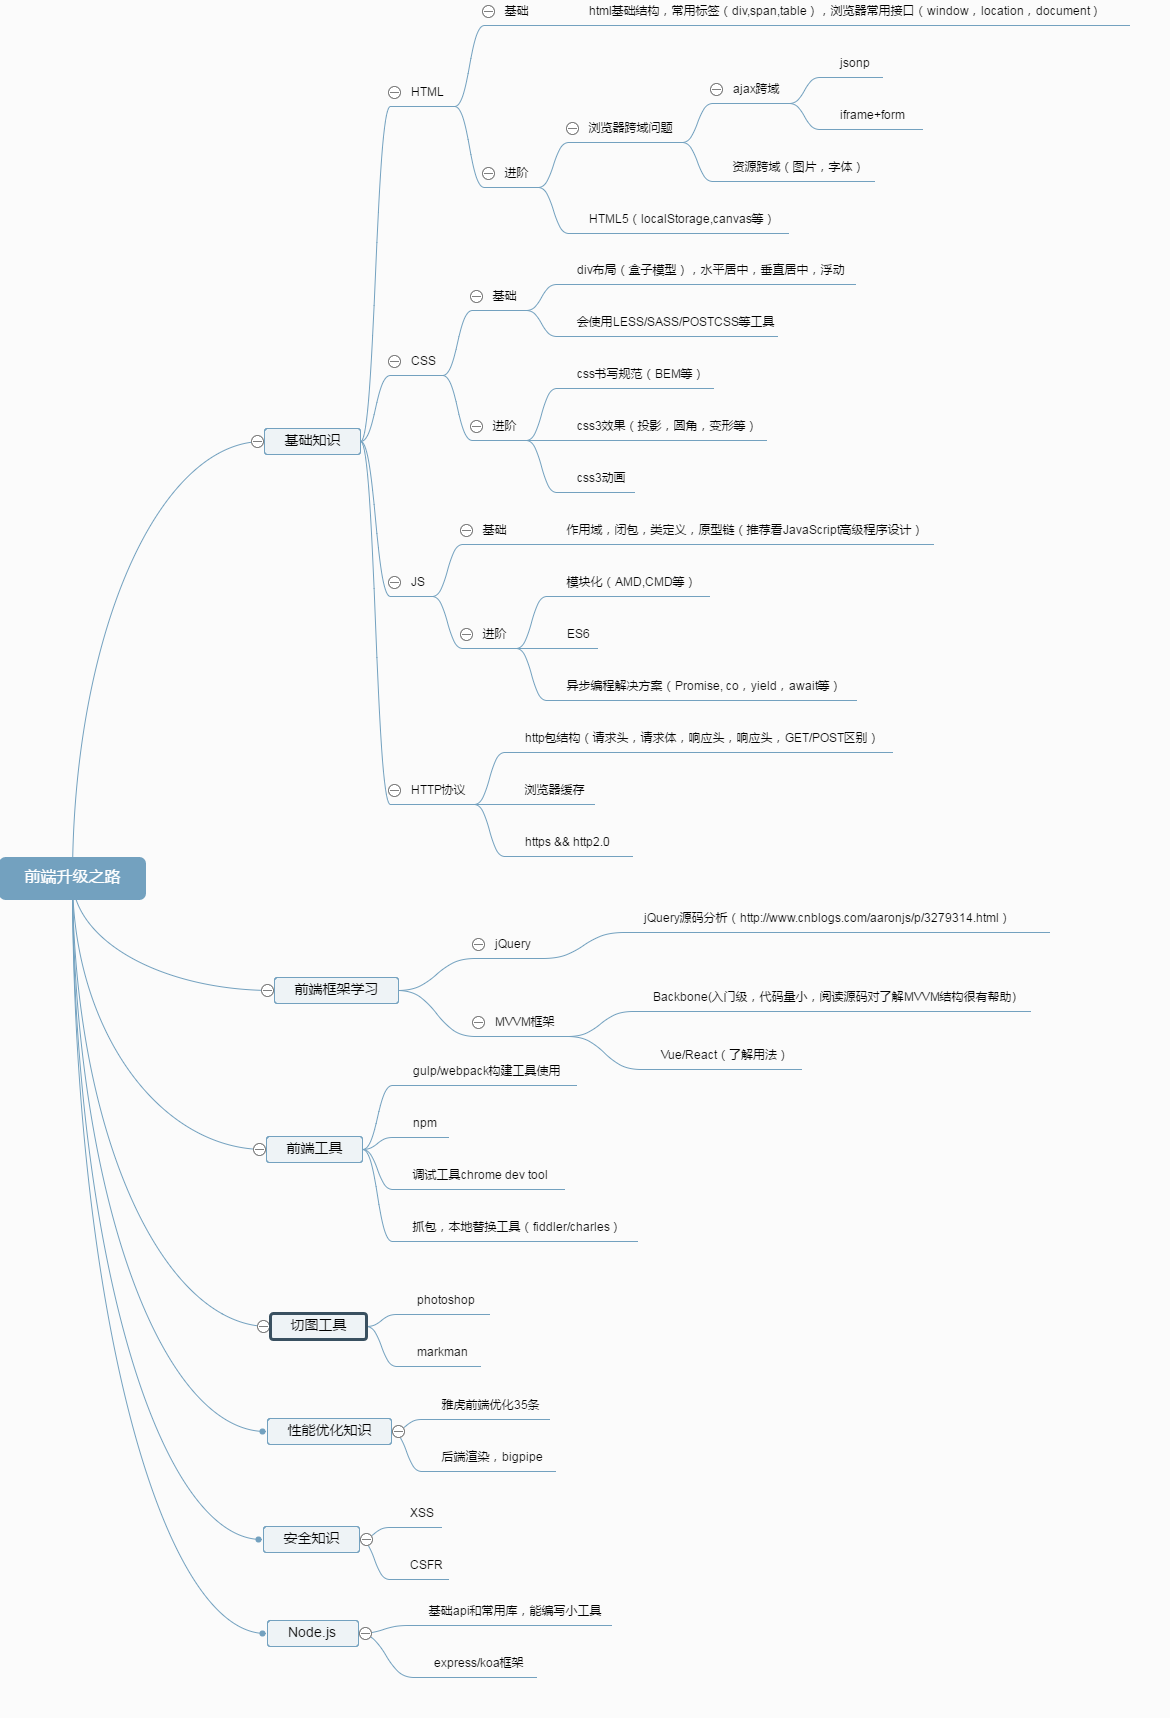 前端升级之路
基础知识
HTML
基础
html基础结构，常用标签（div,span,table），浏览器常用接口（window，location，document）
进阶
浏览器跨域问题
ajax跨域
jsonp
iframe+form
资源跨域（图片，字体）
HTML5（localStorage,canvas等）
CSS
基础
div布局（盒子模型），水平居中，垂直居中，浮动
会使用LESS/SASS/POSTCSS等工具
进阶
css书写规范（BEM等）
css3效果（投影，圆角，变形等）
css3动画
JS
基础
作用域，闭包，类定义，原型链（推荐看JavaScript高级程序设计）
进阶
模块化（AMD,CMD等）
ES6
异步编程解决方案（Promise, co，yield，await等）
HTTP协议
http包结构（请求头，请求体，响应头，响应头，GET/POST区别）
浏览器缓存
https && http2.0
前端框架学习
jQuery
jQuery源码分析（http://www.cnblogs.com/aaronjs/p/3279314.html）
MVVM框架
Backbone(入门级，代码量小，阅读源码对了解MVVM结构很有帮助)
Vue/React（了解用法）
前端工具
gulp/webpack构建工具使用
npm
调试工具chrome dev tool
抓包，本地替换工具（fiddler/charles）
切图工具
photoshop
markman
性能优化知识
雅虎前端优化35条
后端渲染，bigpipe
安全知识
XSS
CSFR
Node.js
基础api和常用库，能编写小工具
express/koa框架